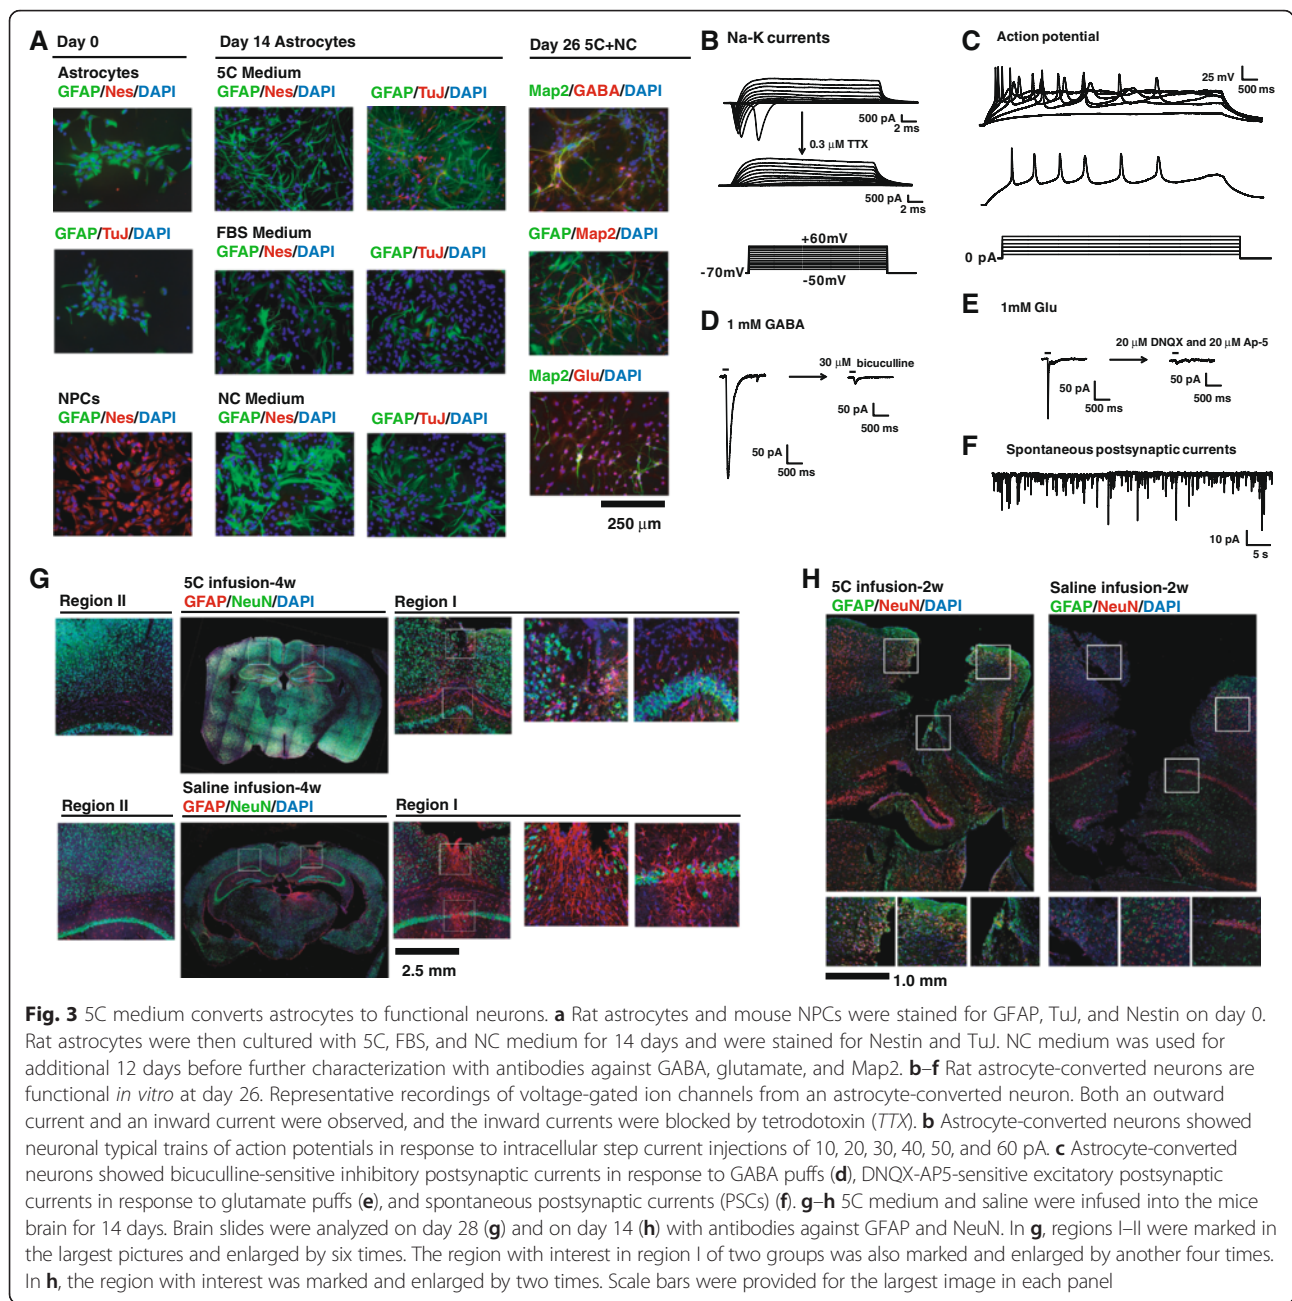 A
Day 0
Day 14 Astrocytes
Day 26 5C+NC
Astrocytes
GFAP/Nes/DAPI
5C Medium
GFAP/Nes/DAPI
GFAP/TuJ/DAPI
Map2/GABA/DAPI
GFAP/TuJ/DAPI
FBS Medium
GFAP/Nes/DAPI
GFAP/TuJ/DAPI
GFAP/Map2/DAPI
NPCs
GFAP/Nes/DAPI
NC Medium
GFAP/Nes/DAPI
GFAP/TuJ/DAPI
Map2/Glu/DAPI
250 µm
B
Na-K currents
500 pA
2 ms
0.3 µM TTX
500 pA
2 ms
+60mV
-70mV
-50mV
C
Action potential
25 mV
500 ms
0 pA
D
1 mM GABA
30 µM bicuculline
50 pA
500 ms
50 pA
500 ms
E
1mM Glu
20 µM DNQX and 20 µM Ap-5
50 pA
500 ms
50 pA
500 ms
F
Spontaneous postsynaptic currents
10 pA
5 s
G
5C infusion-4w
Region II
GFAP/NeuN/DAPI
Region I
Saline infusion-4w
Region II
GFAP/NeuN/DAPI
Region I
2.5 mm
H
5C infusion-2w
GFAP/NeuN/DAPI
Saline infusion-2w
GFAP/NeuN/DAPI
1.0 mm
Fig. 3 5C medium converts astrocytes to functional neurons. a Rat astrocytes and mouse NPCs were stained for GFAP, TuJ, and Nestin on day 0.
Rat astrocytes were then cultured with 5C, FBS, and NC medium for 14 days and were stained for Nestin and TuJ. NC medium was used for
additional 12 days before further characterization with antibodies against GABA, glutamate, and Map2. b–f Rat astrocyte-converted neurons are
functional in vitro at day 26. Representative recordings of voltage-gated ion channels from an astrocyte-converted neuron. Both an outward
current and an inward current were observed, and the inward currents were blocked by tetrodotoxin (TTX). b Astrocyte-converted neurons showed
neuronal typical trains of action potentials in response to intracellular step current injections of 10, 20, 30, 40, 50, and 60 pA. c Astrocyte-converted
neurons showed bicuculline-sensitive inhibitory postsynaptic currents in response to GABA puffs (d), DNQX-AP5-sensitive excitatory postsynaptic
currents in response to glutamate puffs (e), and spontaneous postsynaptic currents (PSCs) (f). g–h 5C medium and saline were infused into the mice
brain for 14 days. Brain slides were analyzed on day 28 (g) and on day 14 (h) with antibodies against GFAP and NeuN. In g, regions I–II were marked in
the largest pictures and enlarged by six times. The region with interest in region I of two groups was also marked and enlarged by another four times.
In h, the region with interest was marked and enlarged by two times. Scale bars were provided for the largest image in each panel